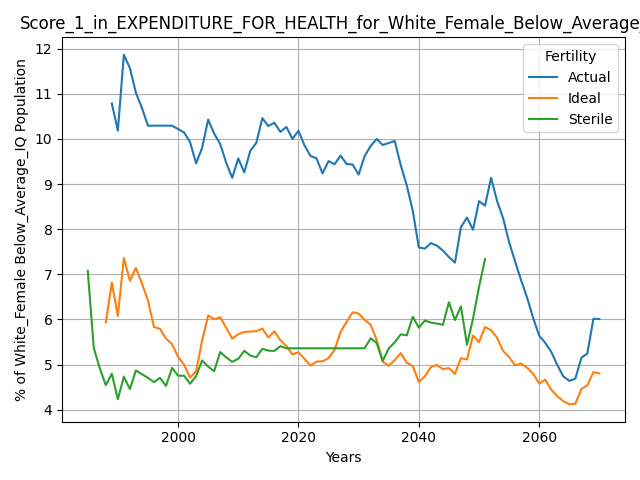 Score_1_in_EXPENDITURE_FOR_HEALTH_for_White_Female_Below_Average_
Fertility
Actual
Ideal
Sterile
% of White_Female Below_Average_IQ Population
12
11
10
9
8
7
6
5
4
2000
2020
2040
2060
Years